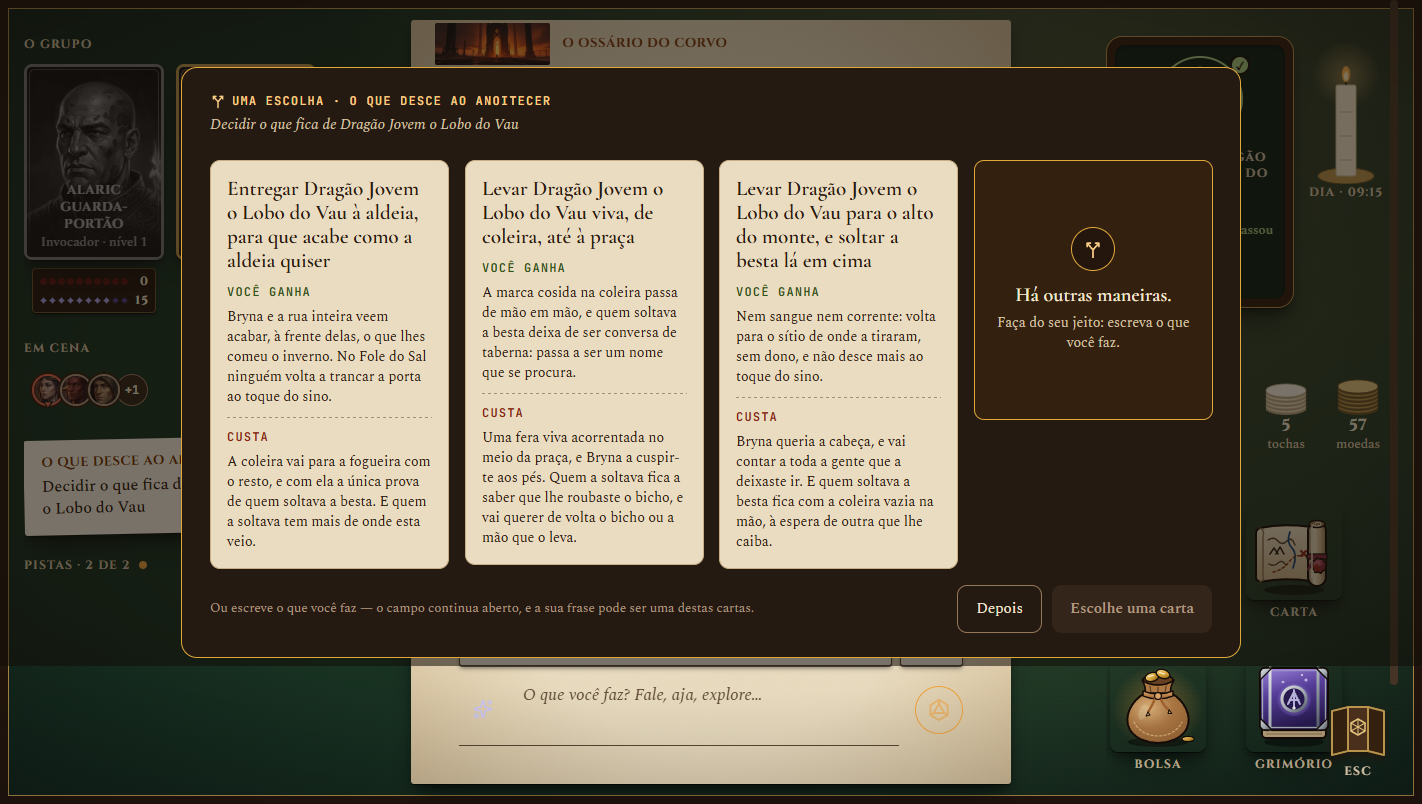 O GRUPO
ALARIC
GUARDA-
PORTÃO
Invocador · nível 1
0
15
EM CENA
+1
O QUE DESCE AO A
Decidir o que fica d
o Lobo do Vau
PISTAS · 2 DE 2
O OSSÁRIO DO CORVO
UMA ESCOLHA · O QUE DESCE AO ANOITECER
Decidir o que fica de Dragão Jovem o Lobo do Vau
Entregar Dragão Jovem
o Lobo do Vau à aldeia,
para que acabe como a
aldeia quiser
VOCÊ GANHA
Bryna e a rua inteira veem
acabar, à frente delas, o que lhes
comeu o inverno. No Fole do Sal
ninguém volta a trancar a porta
ao toque do sino.
CUSTA
A coleira vai para a fogueira com
o resto, e com ela a única prova
de quem soltava a besta. E quem
a soltava tem mais de onde esta
veio.
Levar Dragão Jovem o
Lobo do Vau viva, de
coleira, até à praça
VOCÊ GANHA
A marca cosida na coleira passa
de mão em mão, e quem soltava
a besta deixa de ser conversa de
taberna: passa a ser um nome
que se procura.
CUSTA
Uma fera viva acorrentada no
meio da praça, e Bryna a cuspir-
te aos pés. Quem a soltava fica a
saber que lhe roubaste o bicho, e
vai querer de volta o bicho ou a
mão que o leva.
Levar Dragão Jovem o
Lobo do Vau para o alto
do monte, e soltar a
besta lá em cima
VOCÊ GANHA
Nem sangue nem corrente: volta
para o sítio de onde a tiraram,
sem dono, e não desce mais ao
toque do sino.
CUSTA
Bryna queria a cabeça, e vai
contar a toda a gente que a
deixaste ir. E quem soltava a
besta fica com a coleira vazia na
mão, à espera de outra que lhe
caiba.
Há outras maneiras.
Faça do seu jeito: escreva o que
você faz.
Ou escreve o que você faz — o campo continua aberto, e a sua frase pode ser uma destas cartas.
Depois
Escolhe uma carta
GÃO
DO
assou
DIA · 09:15
5
tochas
57
moedas
CARTA
O que você faz? Fale, aja, explore...
BOLSA
GRIMÓRIO
ESC